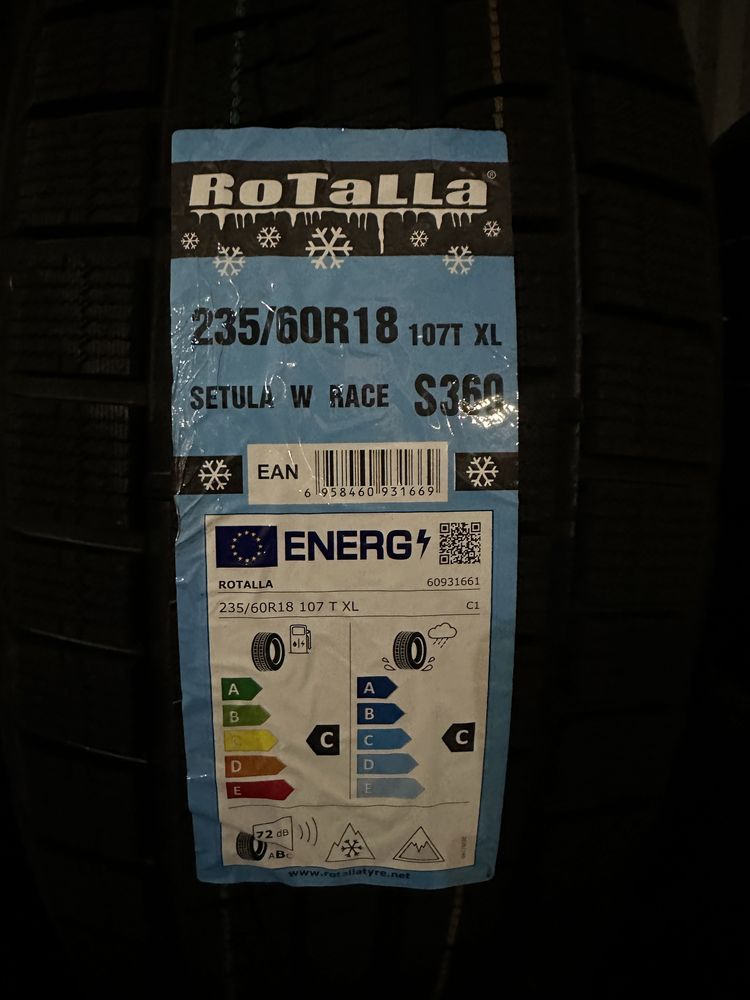 RoTaLLa®
235/60R18 107T XL
SETULA W RACE S360
EAN
6 958460 931669
ENERG
ROTALLA 60931661
235/60R18 107 T XL C1
A A
B B
C C C C
D D
E E
72 dB
ABC
www.rotallatyre.net